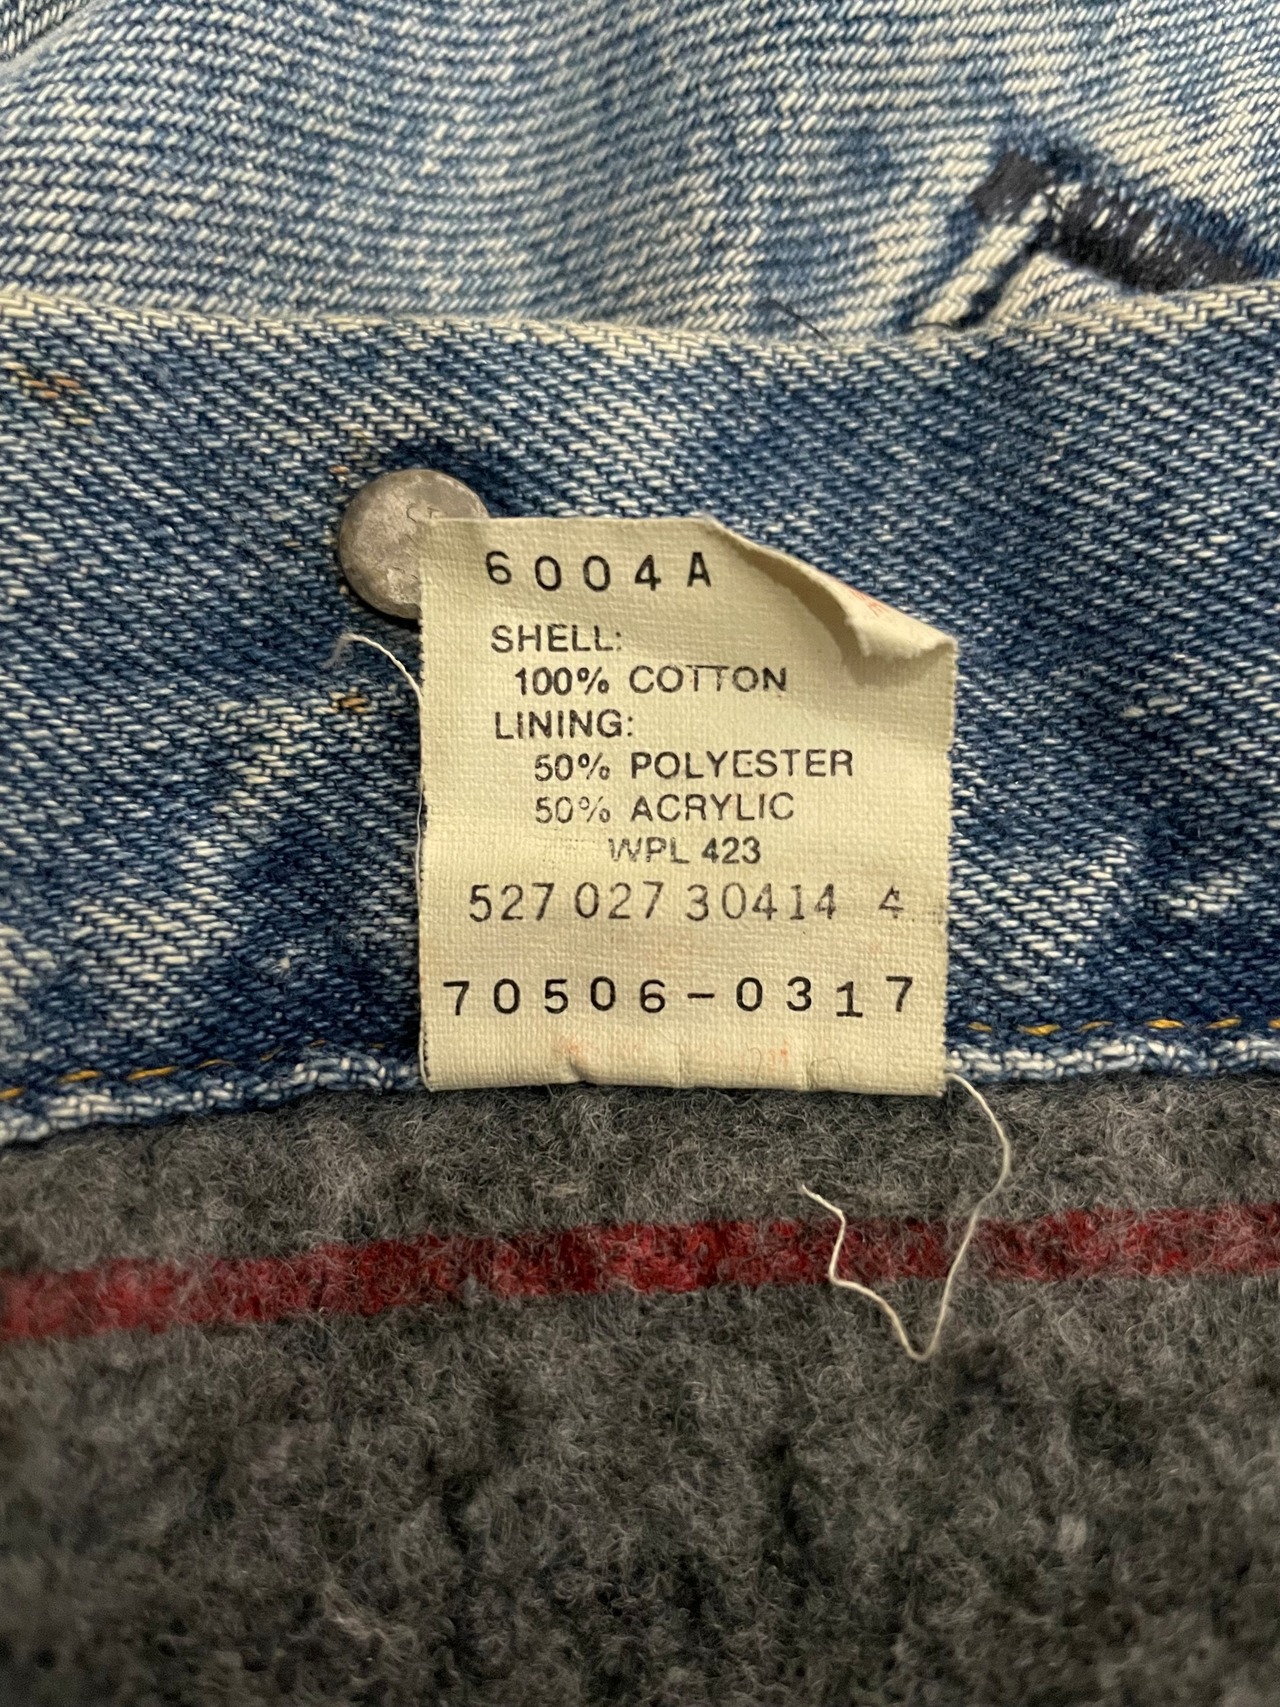 6004A
SHELL:
100% COTTON
LINING:
50% POLYESTER
50% ACRYLIC
WPL 423
527 027 30414 4
70506-0317